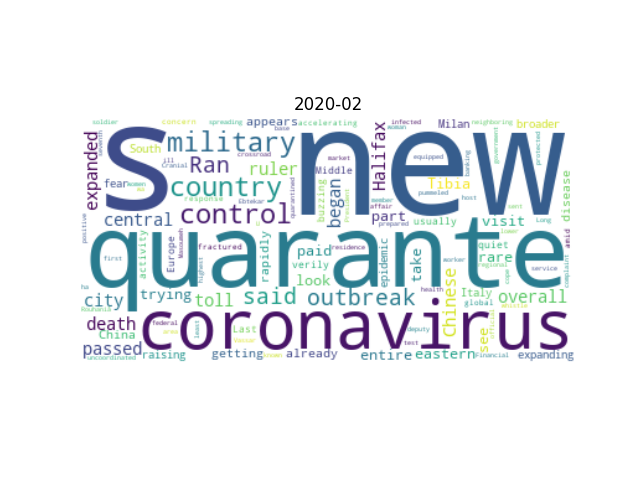 2020-02
s new
quarante
coronavirus
military
country
control
Ran
ruler
expanded
Halifax
Milan
broader
Tibia
began
part
visit
disease
central
fear
South
appears
accelerating
spreading
concern
soldier
infected
woman
neighboring
equipped
government
protected
banking
Middle
market
base
crossroad
quarantined
buzzing
response
Ebtekar
Cranial
ill
member
affair
prepared
usually
host
Long
rare
quiet
regional
lower
amid
complaint
service
activity
Europe
fractured
rapidly
paid
verily
look
residence
epidemic
take
Chinese
worker
see
Italy
global
overall
city
trying
toll
said
outbreak
death
China
passed
raising
federal
Last
getting
already
entire
eastern
expanding
Financial
uncoordinated
deputy
test
health
highest
first
positive